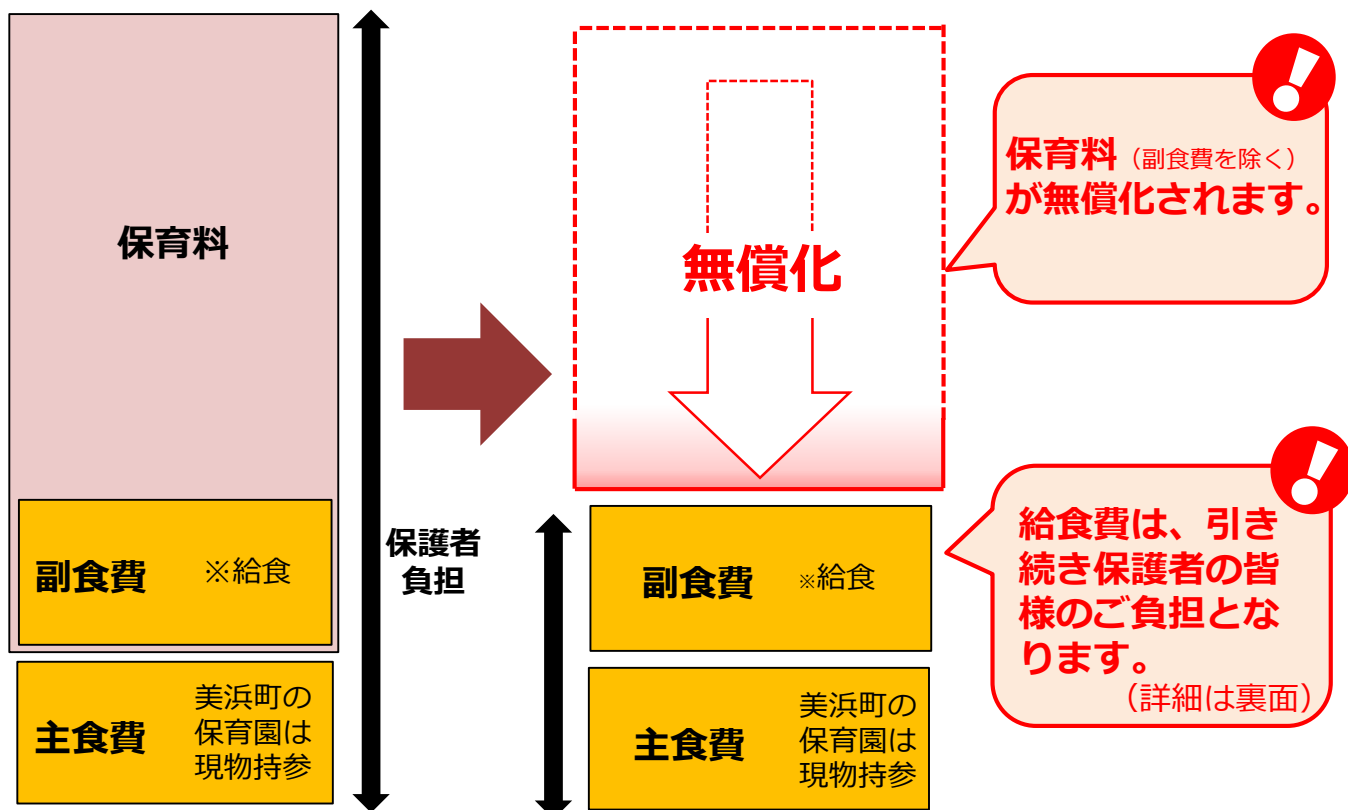 保育料
副食費 ※給食
主食費
美浜町の
保育園は
現物持参
保護者
負担
無償化
副食費 ※給食
主食費
美浜町の
保育園は
現物持参
保育料（副食費を除く）
が無償化されます。
給食費は、引き
続き保護者の皆
様のご負担とな
ります。
（詳細は裏面）